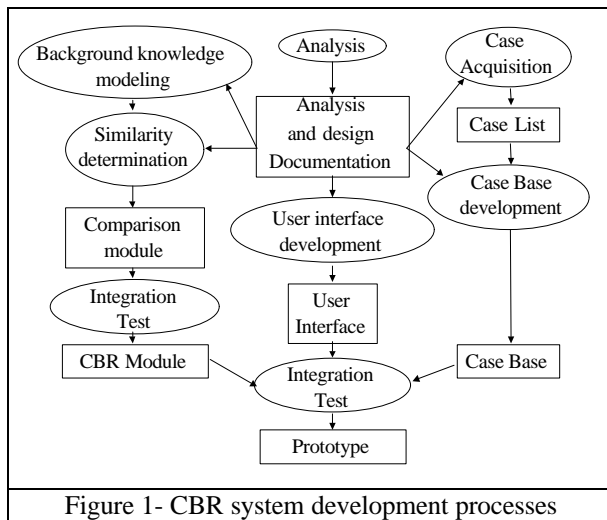 Background knowledge
modeling
Analysis
Case
Acquisition
Analysis
and design
Documentation
Case List
Similarity
determination
Case Base
development
User interface
development
Comparison
module
Integration
Test
User
Interface
CBR Module
Integration
Test
Case Base
Prototype
Figure 1- CBR system development processes